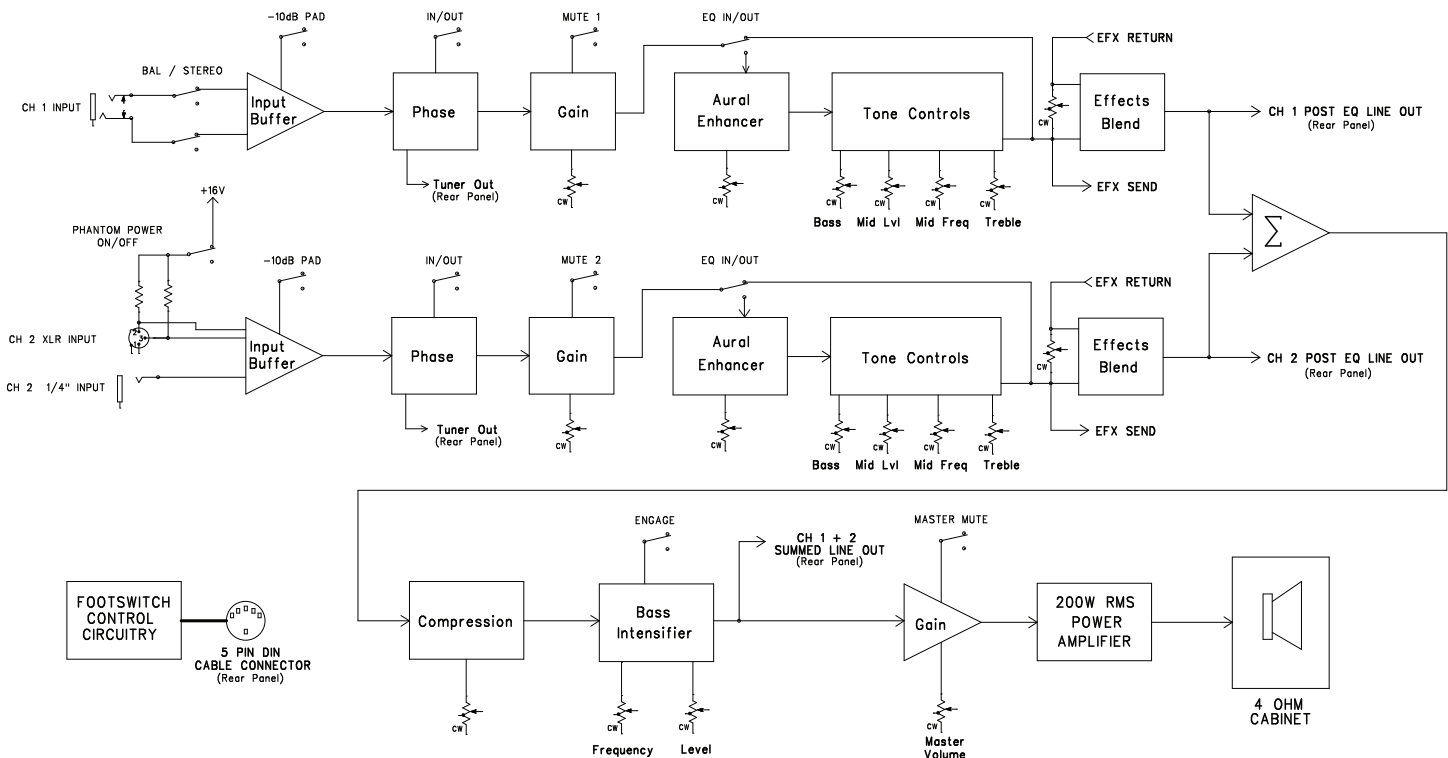 -10dB PAD
IN/OUT
MUTE 1
EQ IN/OUT
EFX RETURN
BAL / STEREO
CH 1 INPUT
Input
Buffer
Phase
Gain
Aural
Enhancer
Tone Controls
CW
Effects
Blend
CH 1 POST EQ LINE OUT
(Rear Panel)
Tuner Out
(Rear Panel)
CW
CW
CW
CW
CW
CW
Bass
Mid Lvl
Mid Freq
Treble
EFX SEND
Σ
+16V
PHANTOM POWER
ON/OFF
-10dB PAD
IN/OUT
MUTE 2
EQ IN/OUT
EFX RETURN
CH 2 XLR INPUT
2
3
1
CH 2 1/4" INPUT
Input
Buffer
Phase
Gain
Aural
Enhancer
Tone Controls
CW
Effects
Blend
CH 2 POST EQ LINE OUT
(Rear Panel)
Tuner Out
(Rear Panel)
CW
CW
CW
CW
CW
CW
Bass
Mid Lvl
Mid Freq
Treble
EFX SEND
ENGAGE
CH 1 + 2
SUMMED LINE OUT
(Rear Panel)
MASTER MUTE
FOOTSWITCH
CONTROL
CIRCUITRY
5 PIN DIN
CABLE CONNECTOR
(Rear Panel)
Compression
Bass
Intensifier
Gain
200W RMS
POWER
AMPLIFIER
4 OHM
CABINET
CW
CW
CW
CW
Frequency
Level
Master
Volume